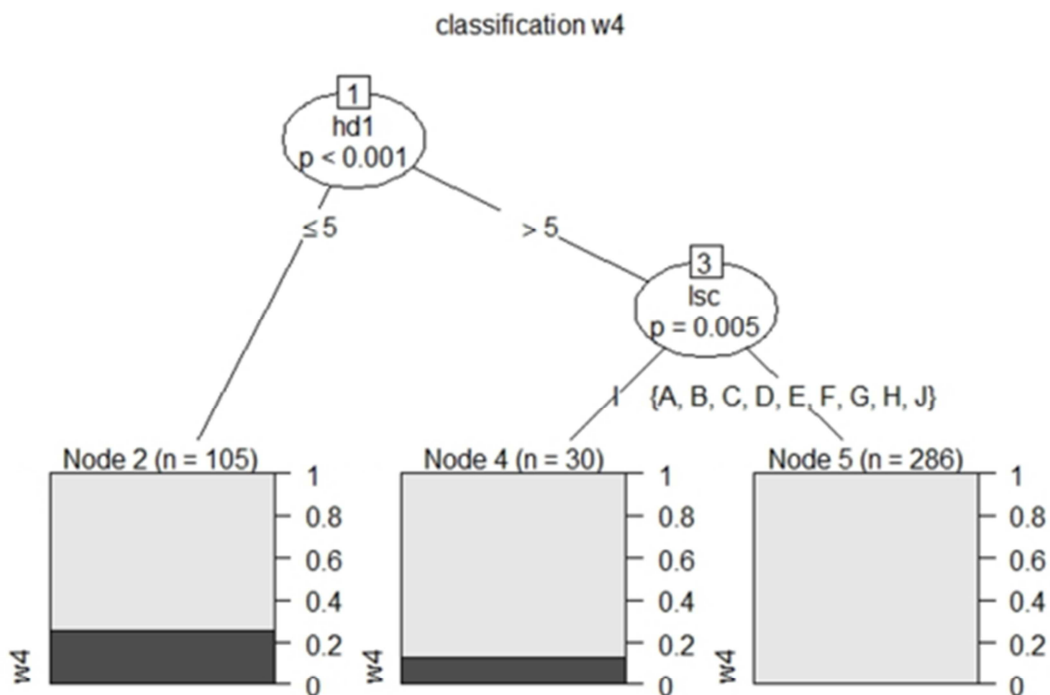 classification w4
1
hd1
p < 0.001
≤ 5
> 5
3
lsc
p = 0.005
I {A, B, C, D, E, F, G, H, J}
Node 2 (n = 105)
1
0.8
0.6
0.4
0.2
0
w4
Node 4 (n = 30)
1
0.8
0.6
0.4
0.2
0
w4
Node 5 (n = 286)
1
0.8
0.6
0.4
0.2
0
w4